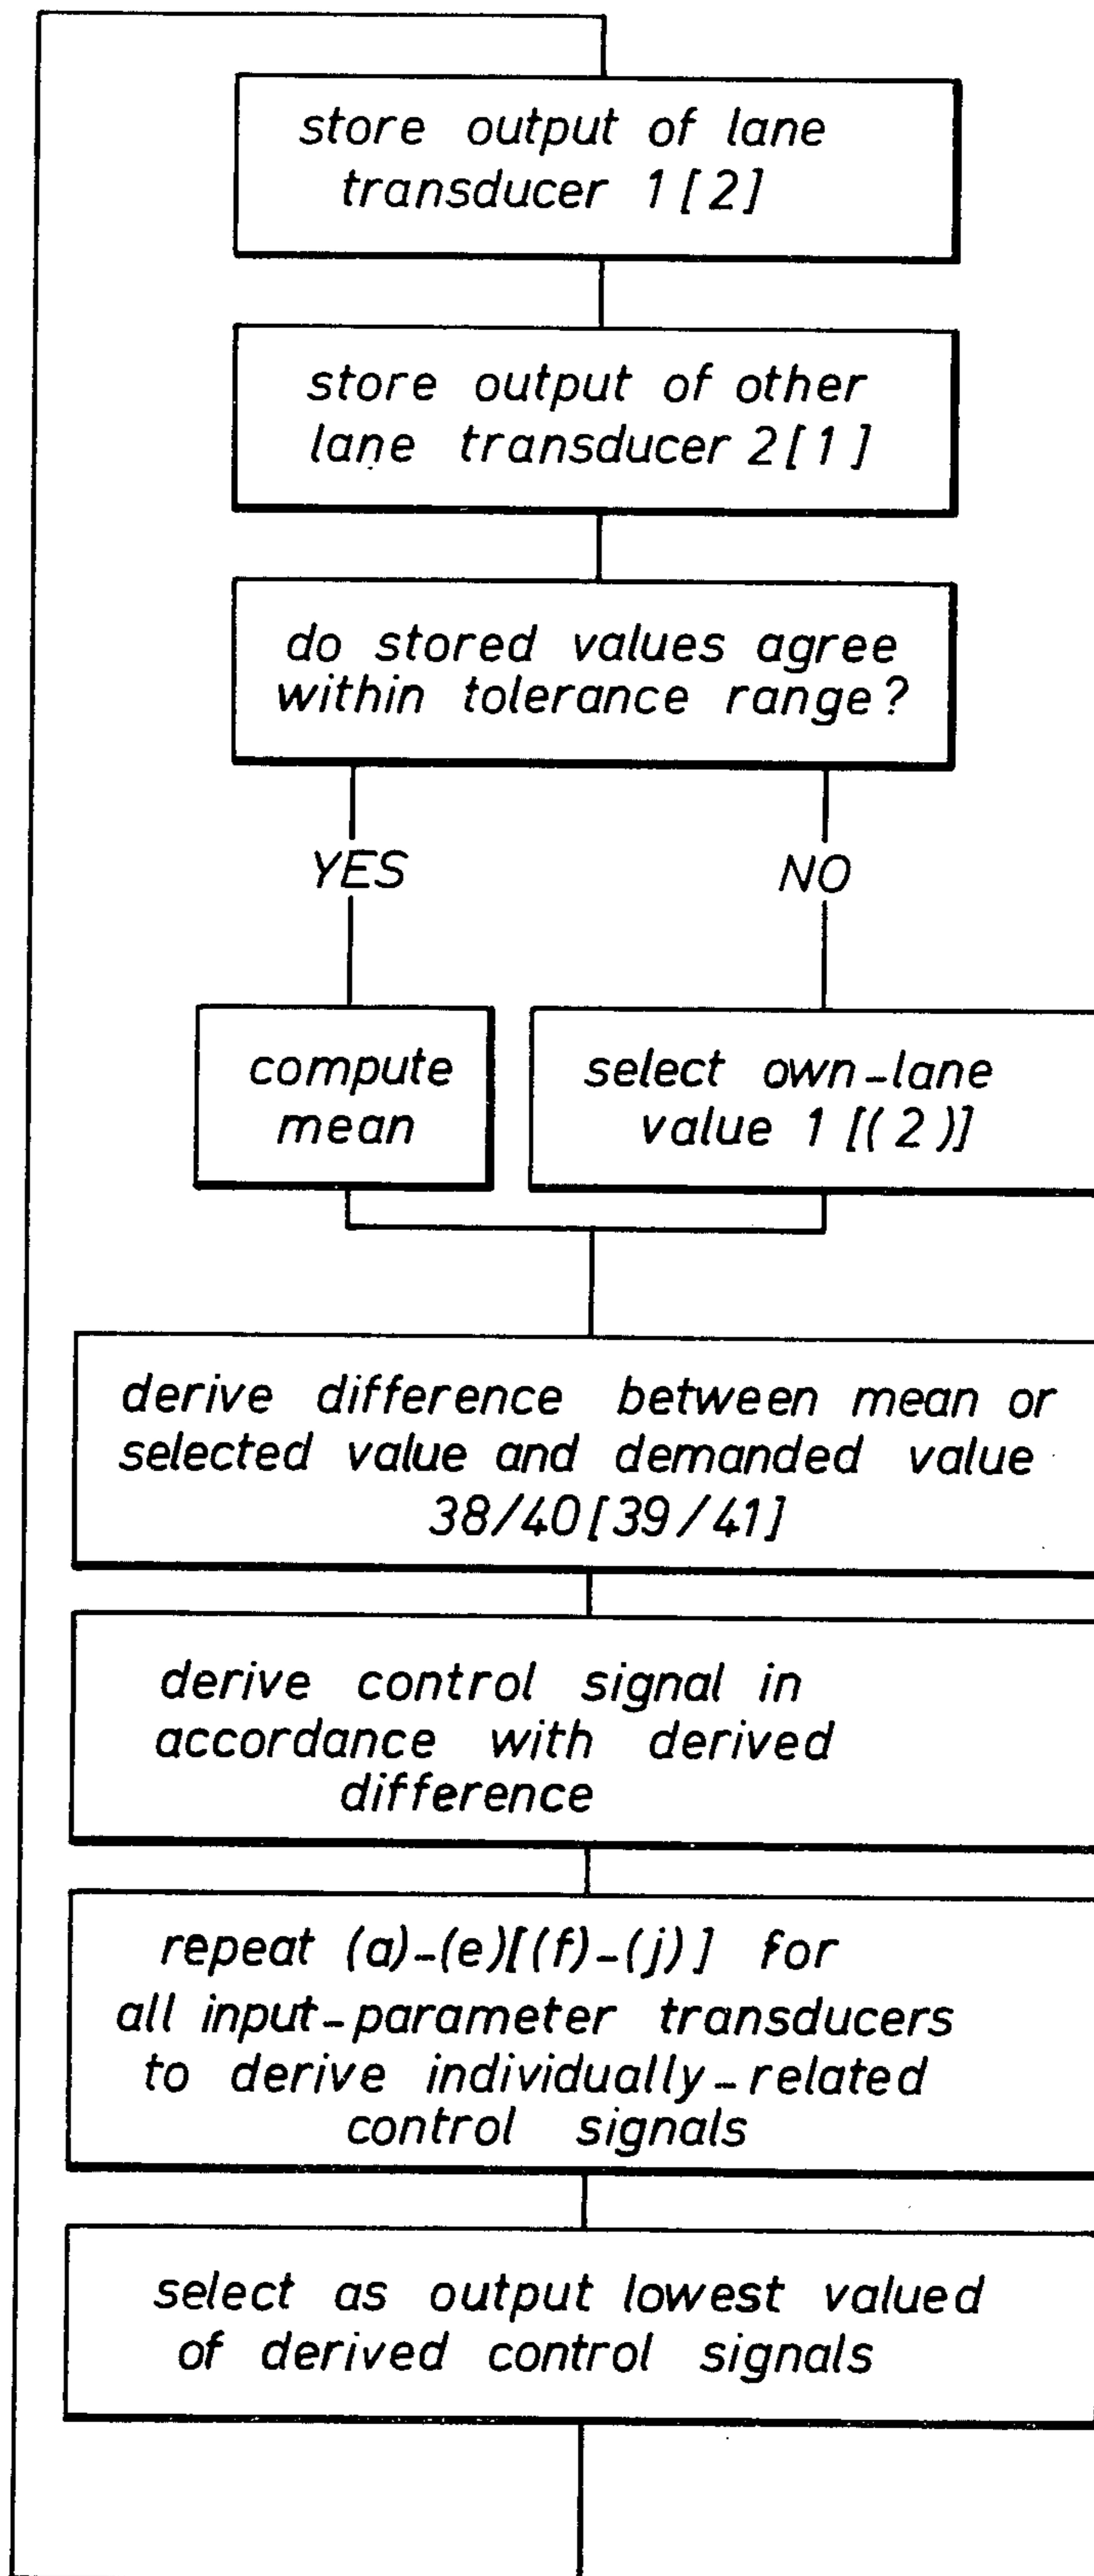 store output of lane
transducer 1 [2]
store output of other
lane transducer 2 [1]
do stored values agree
within tolerance range?
YES
NO
compute
mean
select own-lane
value 1 [(2)]
derive difference between mean or
selected value and demanded value
38/40 [39/41]
derive control signal in
accordance with derived
difference
repeat (a)-(e)[(f)-(j)] for
all input-parameter transducers
to derive individually-related
control signals
select as output lowest valued
of derived control signals